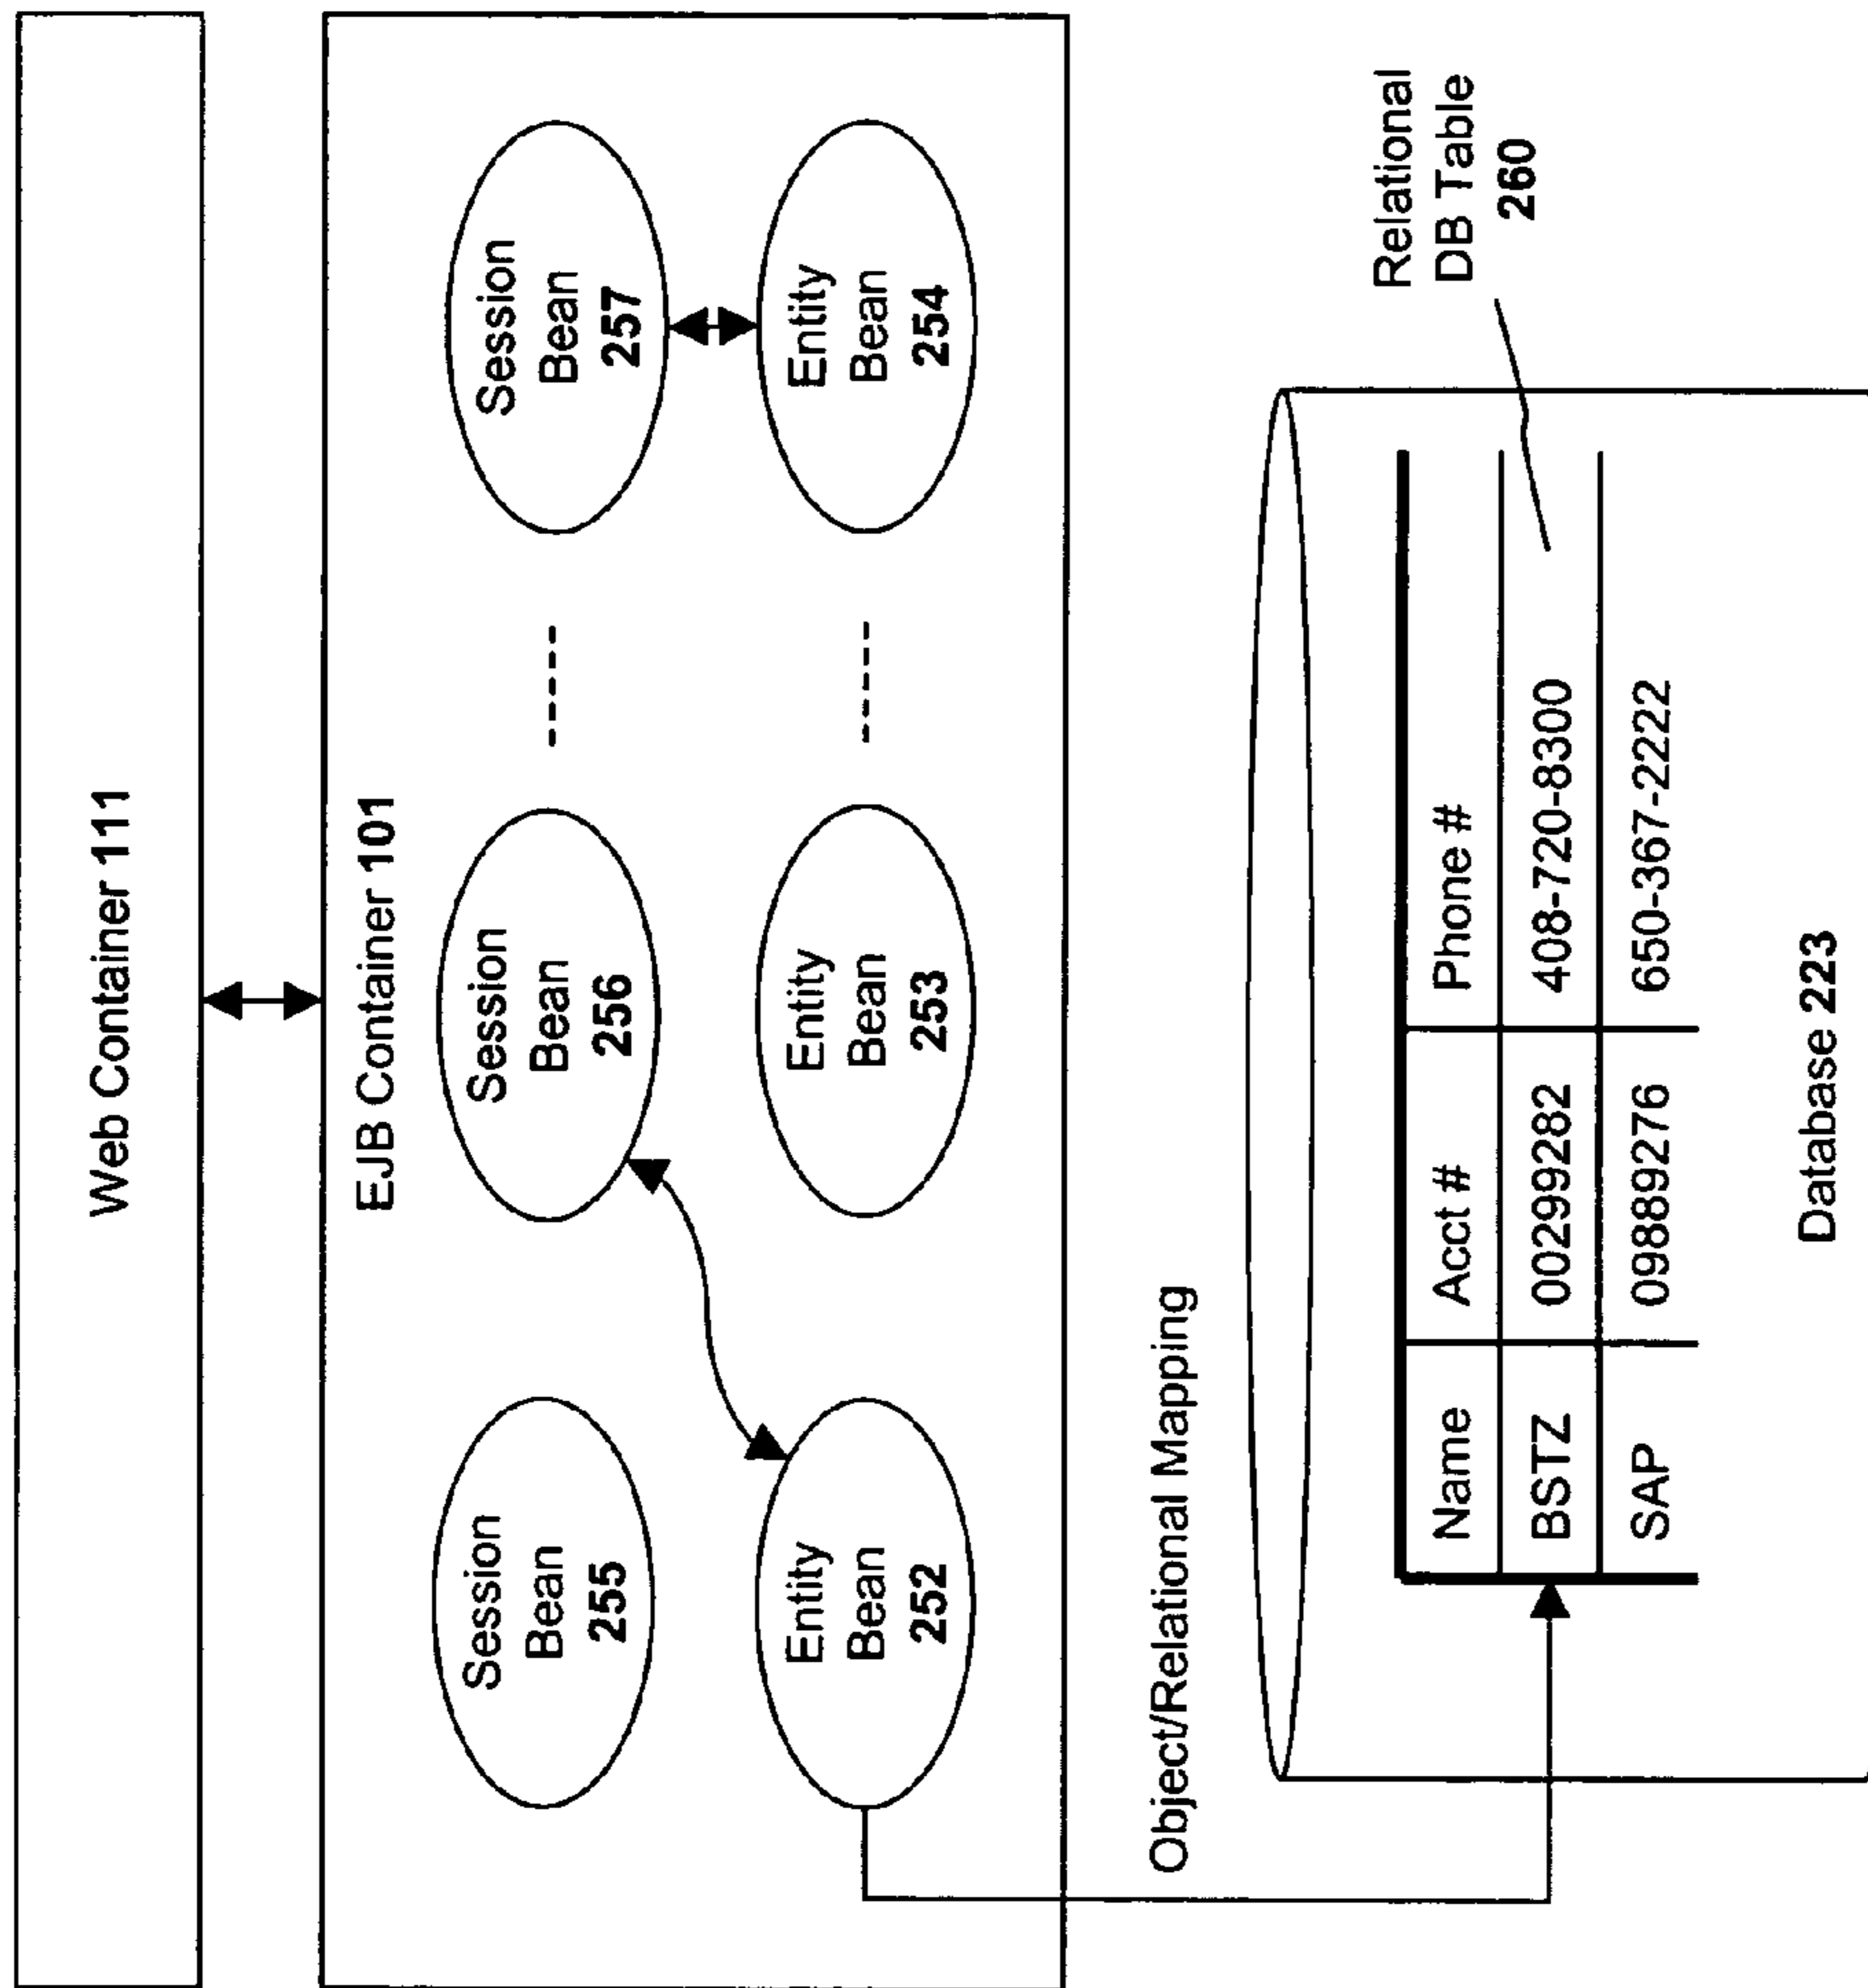 Web Container 111
EJB Container 101
Session
Bean
255
Session
Bean
256
Session
Bean
257
Entity
Bean
252
Entity
Bean
253
Entity
Bean
254
Object/Relational Mapping
Relational
DB Table
260
Name Acct # Phone #
BSTZ 00299282 408-720-8300
SAP 09889276 650-367-2222
Database 223